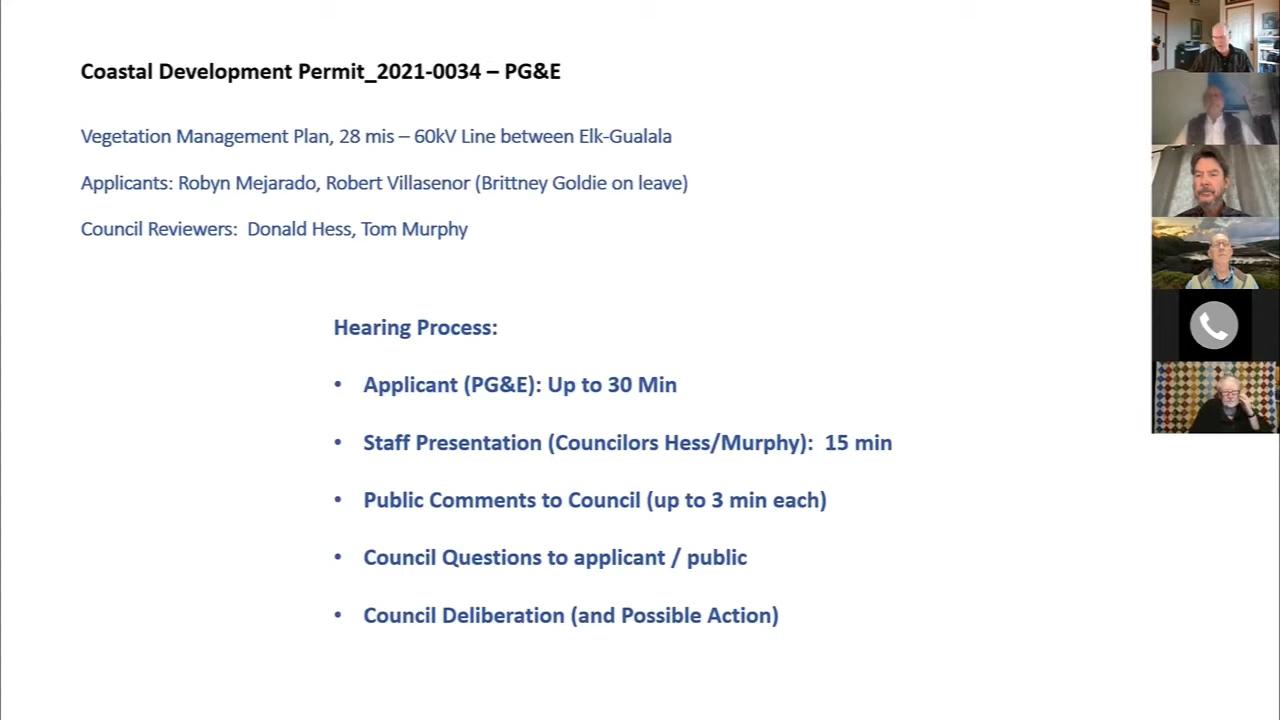 Coastal Development Permit_2021-0034 – PG&E
Vegetation Management Plan, 28 mis – 60kV Line between Elk-Gualala
Applicants: Robyn Mejarado, Robert Villasenor (Brittney Goldie on leave)
Council Reviewers:  Donald Hess, Tom Murphy
Hearing Process:
• Applicant (PG&E): Up to 30 Min
• Staff Presentation (Councilors Hess/Murphy):  15 min
• Public Comments to Council (up to 3 min each)
• Council Questions to applicant / public
• Council Deliberation (and Possible Action)